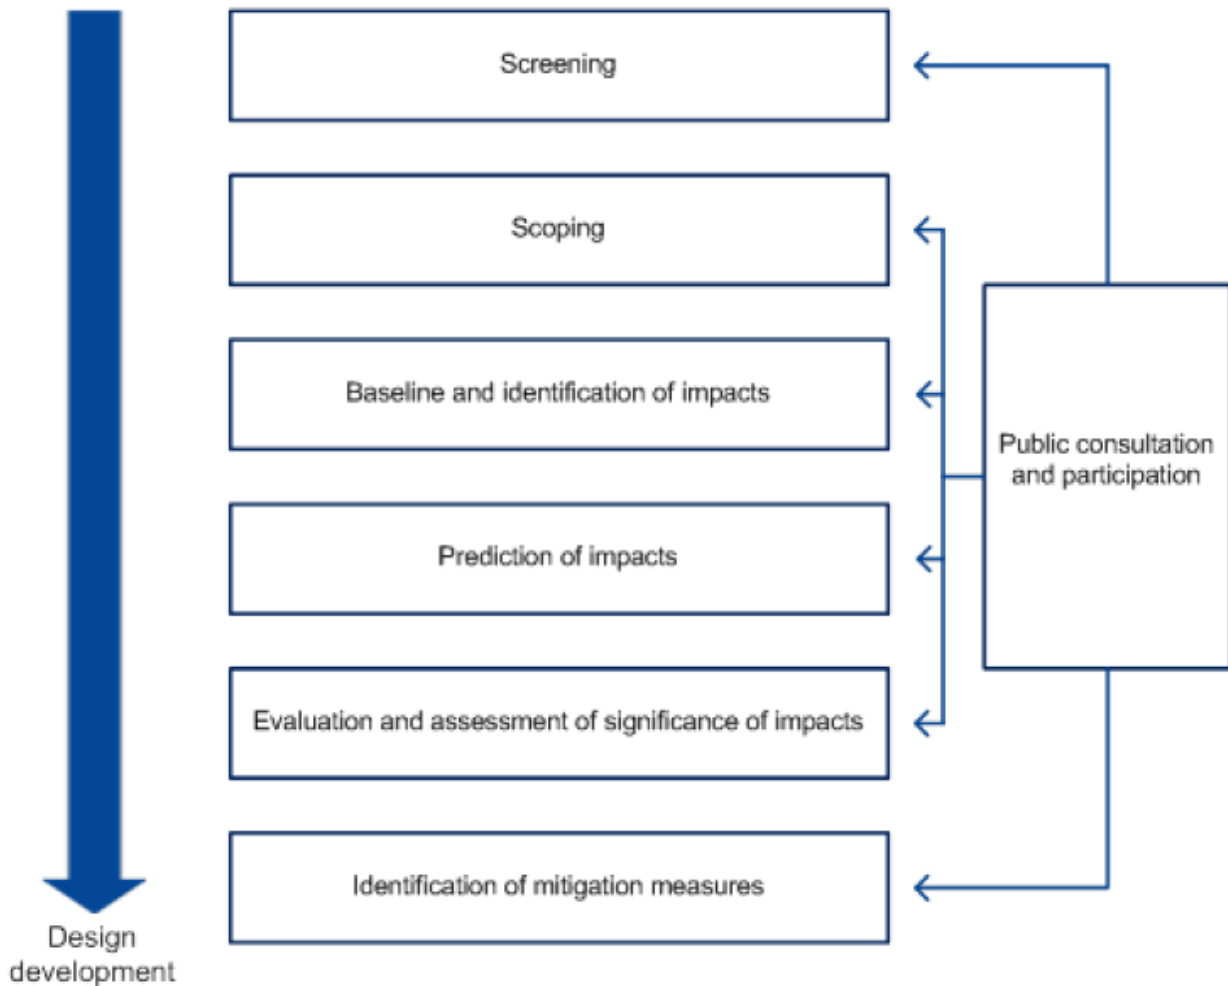 Screening
Scoping
Baseline and identification of impacts
Public consultation
and participation
Prediction of impacts
Evaluation and assessment of significance of impacts
Identification of mitigation measures
Design
development